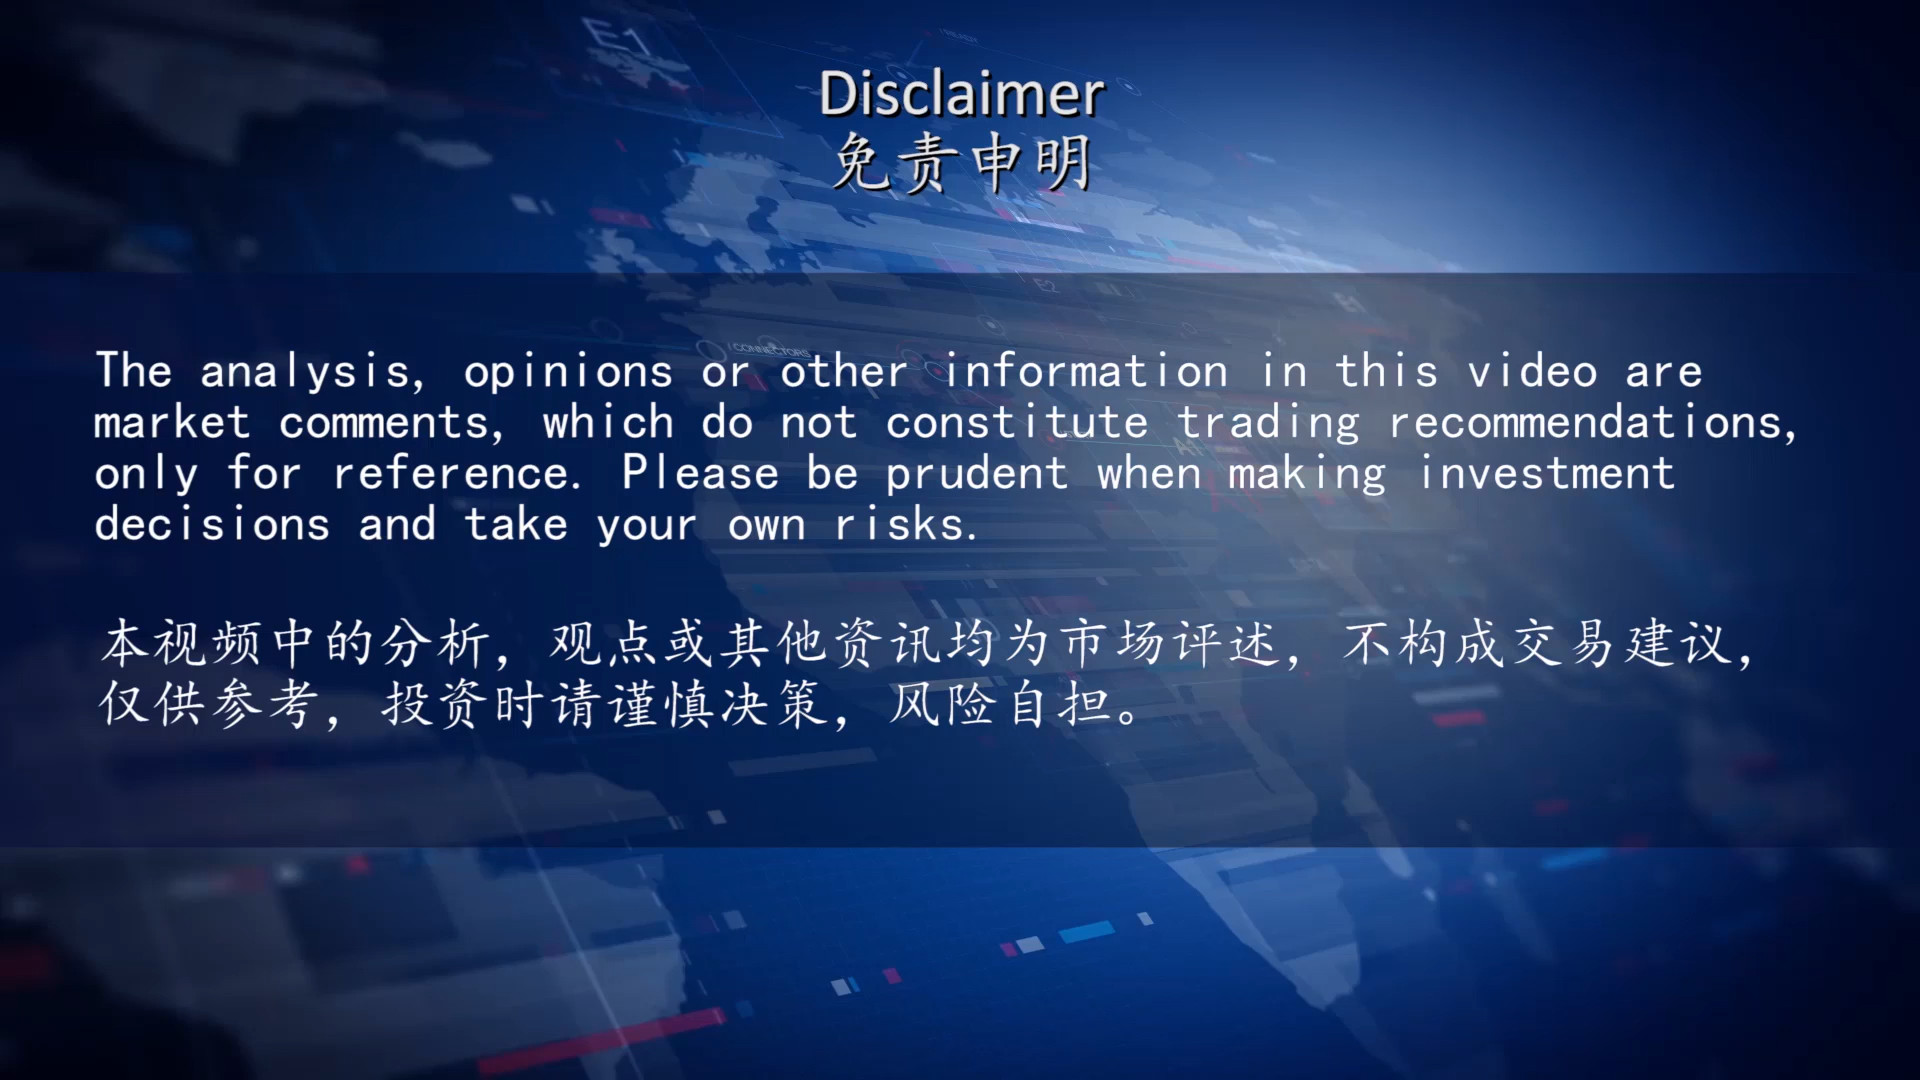 E1
Disclaimer
免责申明
E2
E1
/ CONNECTORS
The analysis, opinions or other information in this video are
market comments, which do not constitute trading recommendations,
only for reference. Please be prudent when making investment
decisions and take your own risks.
本视频中的分析，观点或其他资讯均为市场评述，不构成交易建议，
仅供参考，投资时请谨慎决策，风险自担。